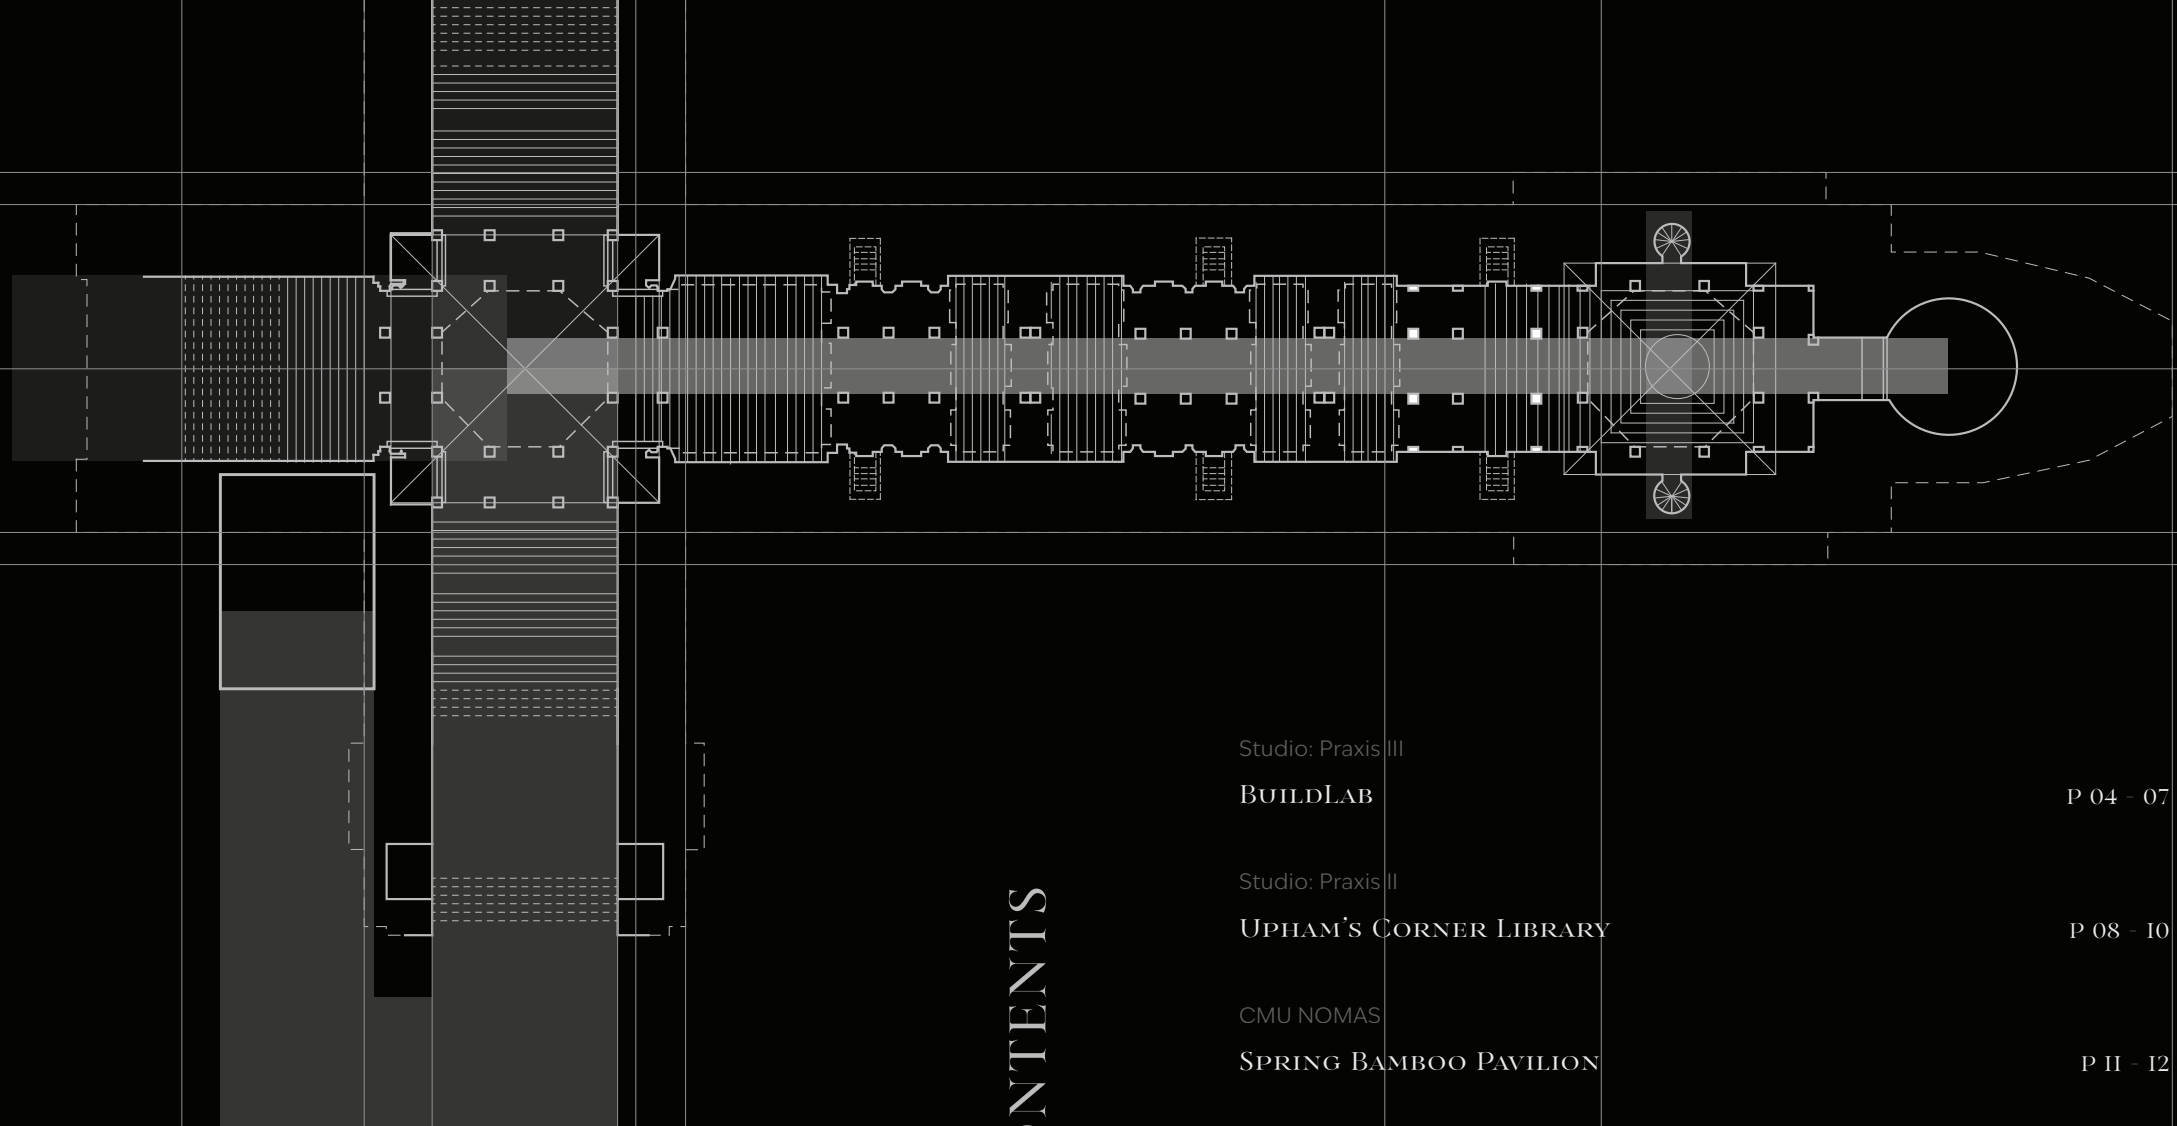 Studio: Praxis III
BuildLab
P 04 - 07
Studio: Praxis II
Upham's Corner Library
P 08 - 10
CMU NOMAS
Spring Bamboo Pavilion
P 11 - 12
NTENTS